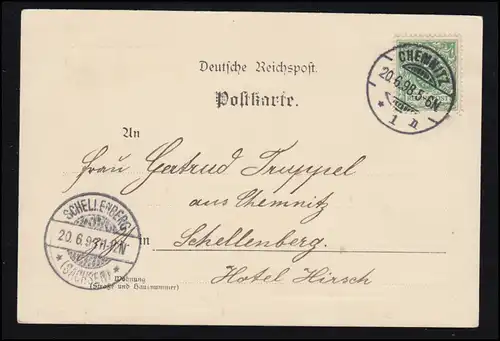 Deutsche Reichspost.
Postkarte.
CHEMNITZ
20.6.98.5-6N
* 1 n
An
Frau Gertrud Truppel
aus Chemnitz
in Schellenberg
Hotel Hirsch
SCHELLENBERG
20.6.98
* (SACHSEN) *
Wohnung
(Straße und Hausnummer)